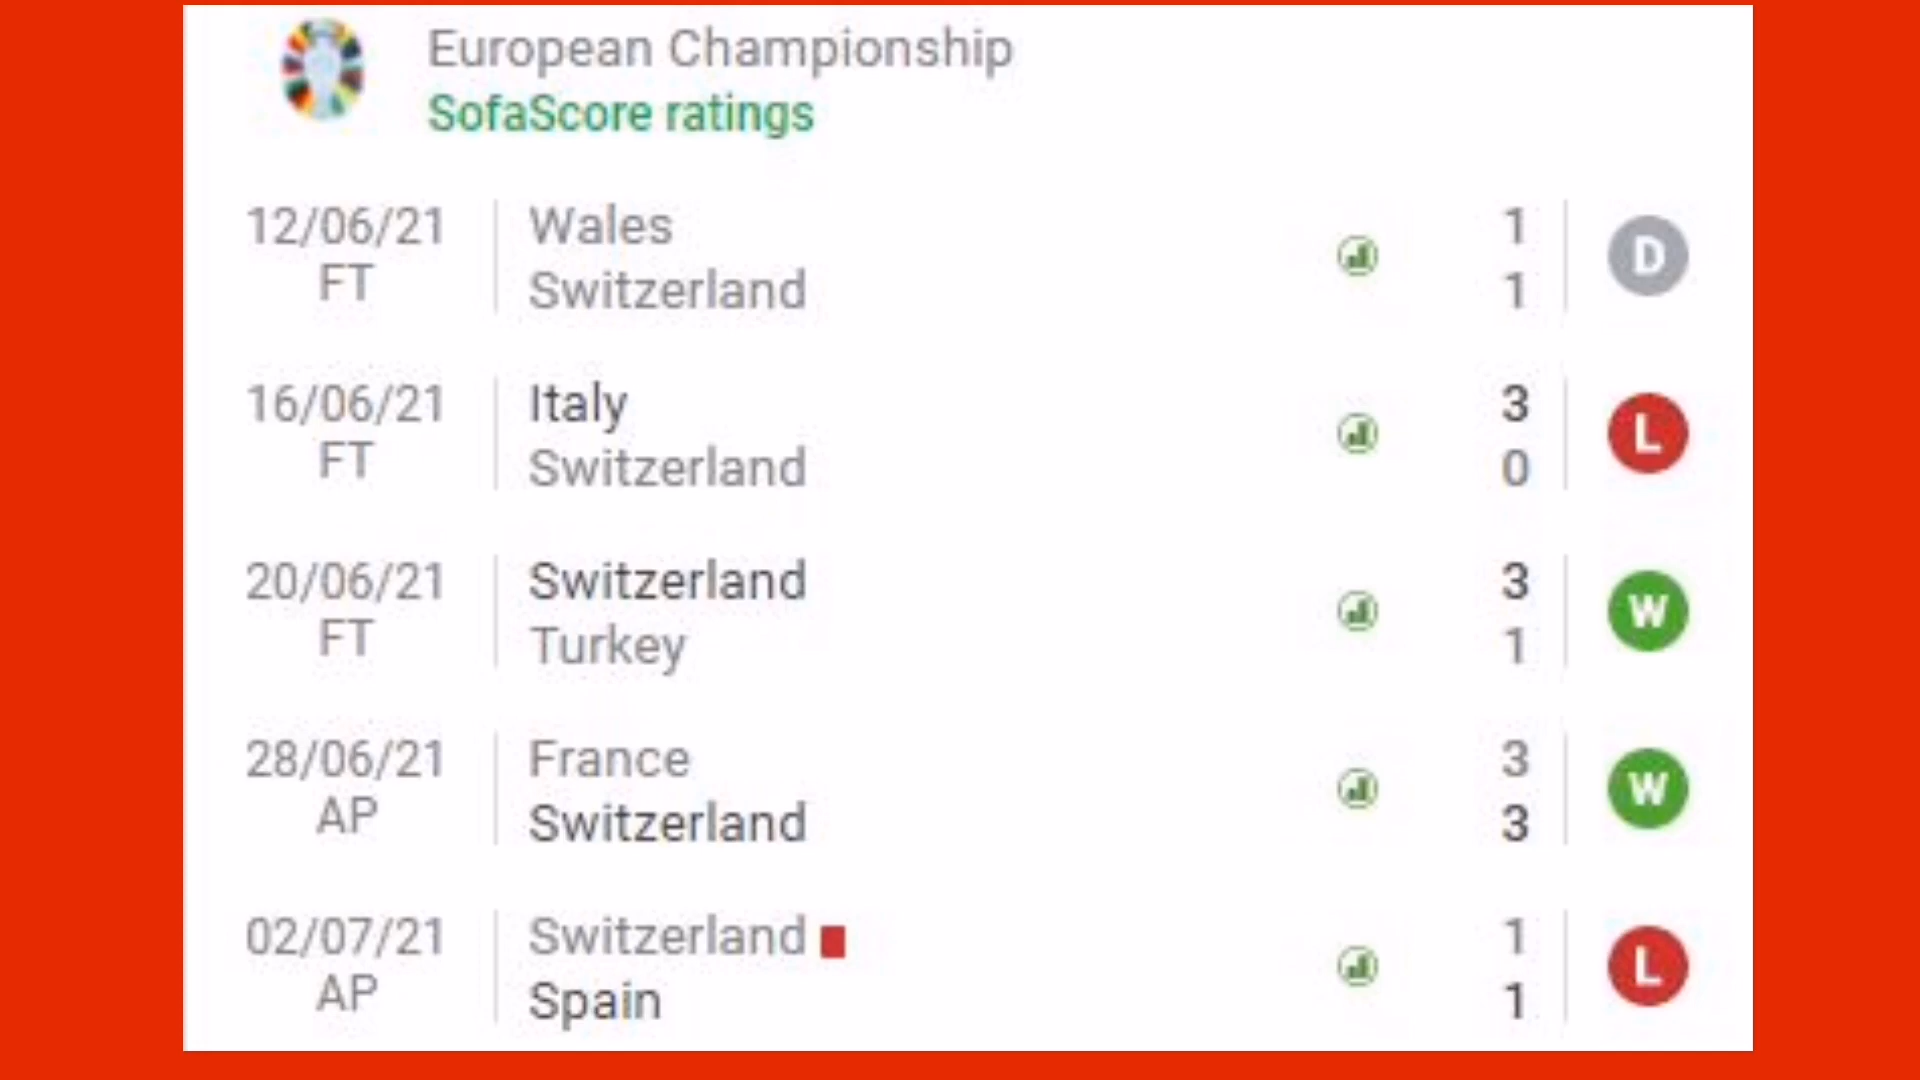 European Championship
SofaScore ratings
12/06/21
FT
Wales
Switzerland
1
1
D
16/06/21
FT
Italy
Switzerland
3
0
L
20/06/21
FT
Switzerland
Turkey
3
1
W
28/06/21
AP
France
Switzerland
3
3
W
02/07/21
AP
Switzerland
Spain
1
1
L